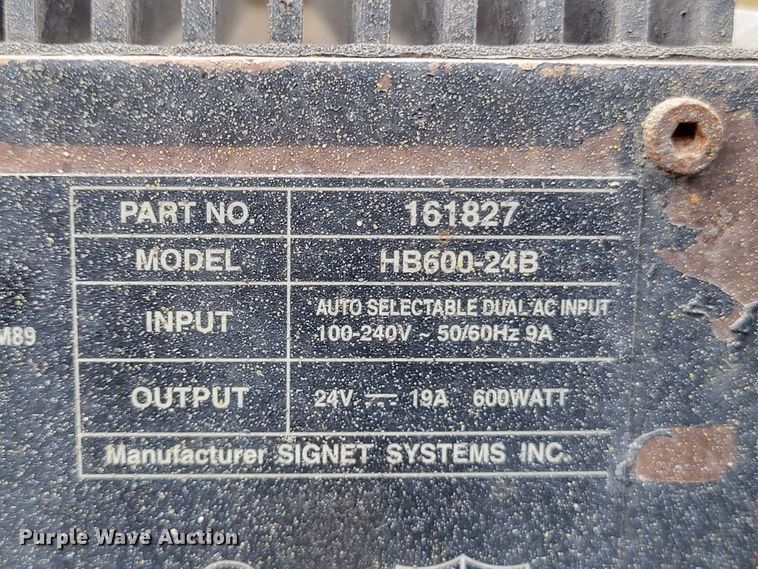 PART NO. 161827
MODEL HB600-24B
INPUT AUTO SELECTABLE DUAL AC INPUT
100-240V ~ 50/60Hz 9A
M89
OUTPUT 24V ⎓ 19A 600WATT
Manufacturer SIGNET SYSTEMS INC.
Purple Wave Auction